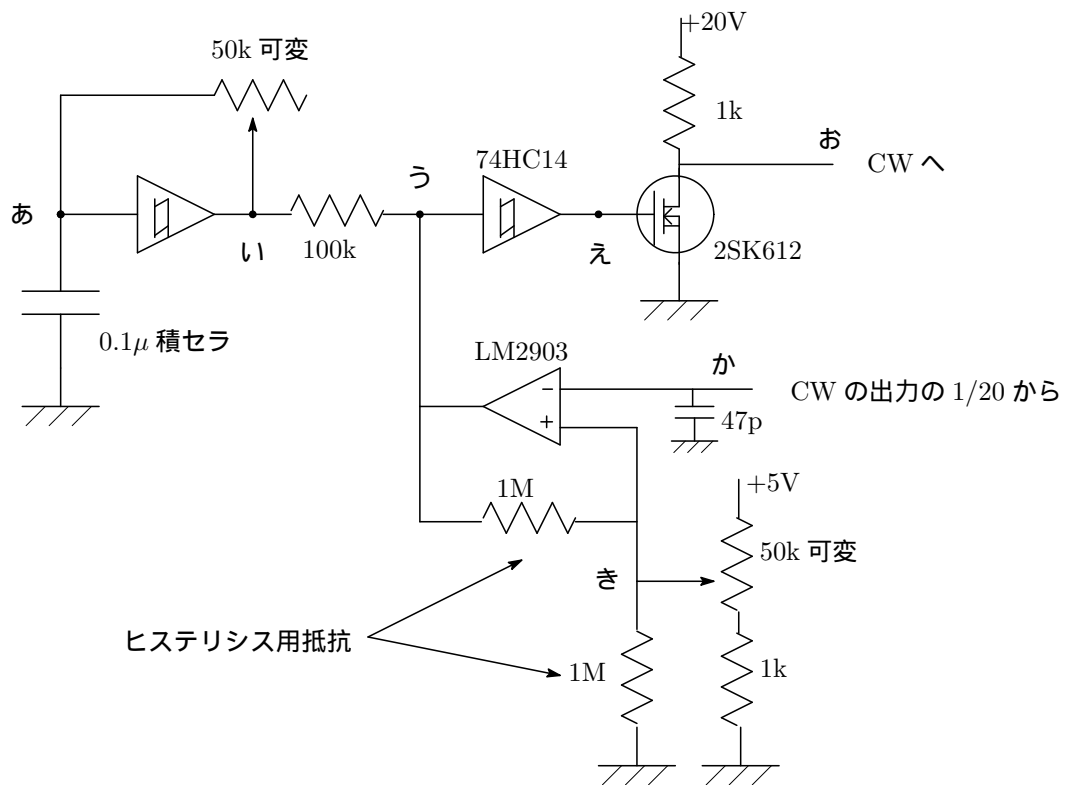 +20V
50k 可変
1k
お
CW へ
74HC14
う
あ
い
100k
え
2SK612
0.1μ 積セラ
LM2903
か
CW の出力の 1/20 から
−
+
47p
1M
+5V
50k 可変
き
ヒステリシス用抵抗
1M
1k